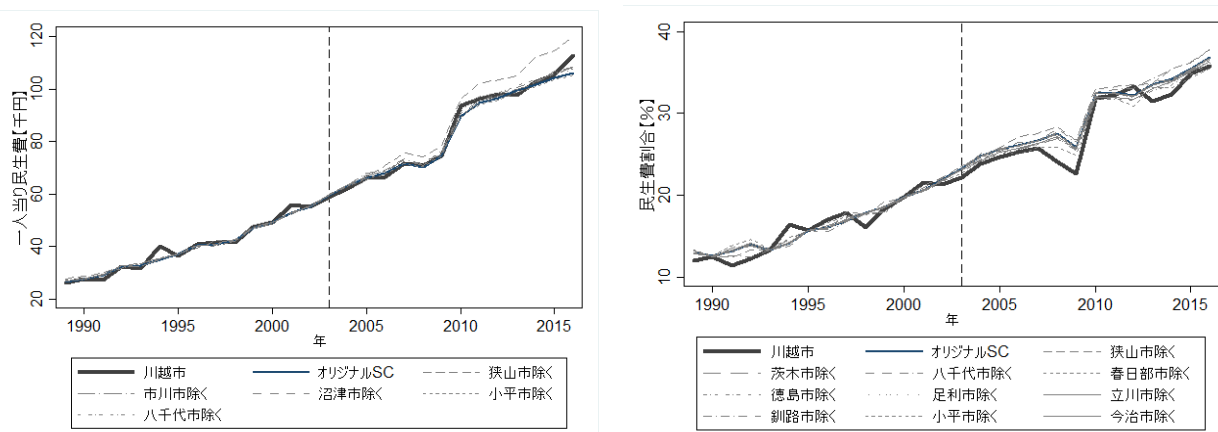 一人当り民生費【千円】
120
100
80
60
40
20
1990
1995
2000
2005
2010
2015
年
川越市
オリジナルSC
狭山市除く
市川市除く
沼津市除く
小平市除く
八千代市除く
民生費割合【%】
40
30
20
10
1990
1995
2000
2005
2010
2015
年
川越市
オリジナルSC
狭山市除く
茨木市除く
八千代市除く
春日部市除く
徳島市除く
足利市除く
立川市除く
釧路市除く
小平市除く
今治市除く